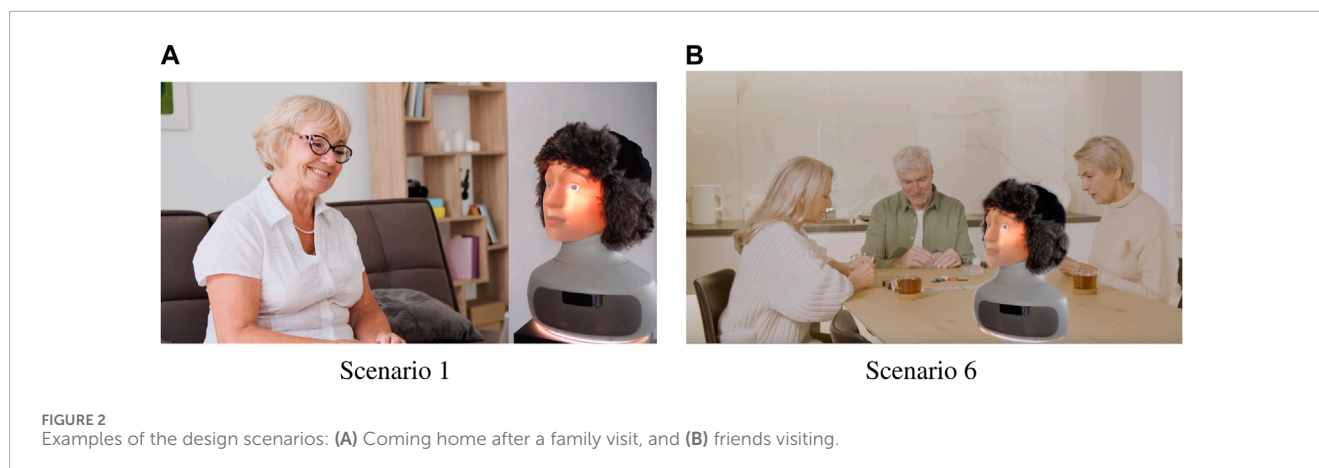 A
B
Scenario 1
Scenario 6
FIGURE 2
Examples of the design scenarios: (A) Coming home after a family visit, and (B) friends visiting.